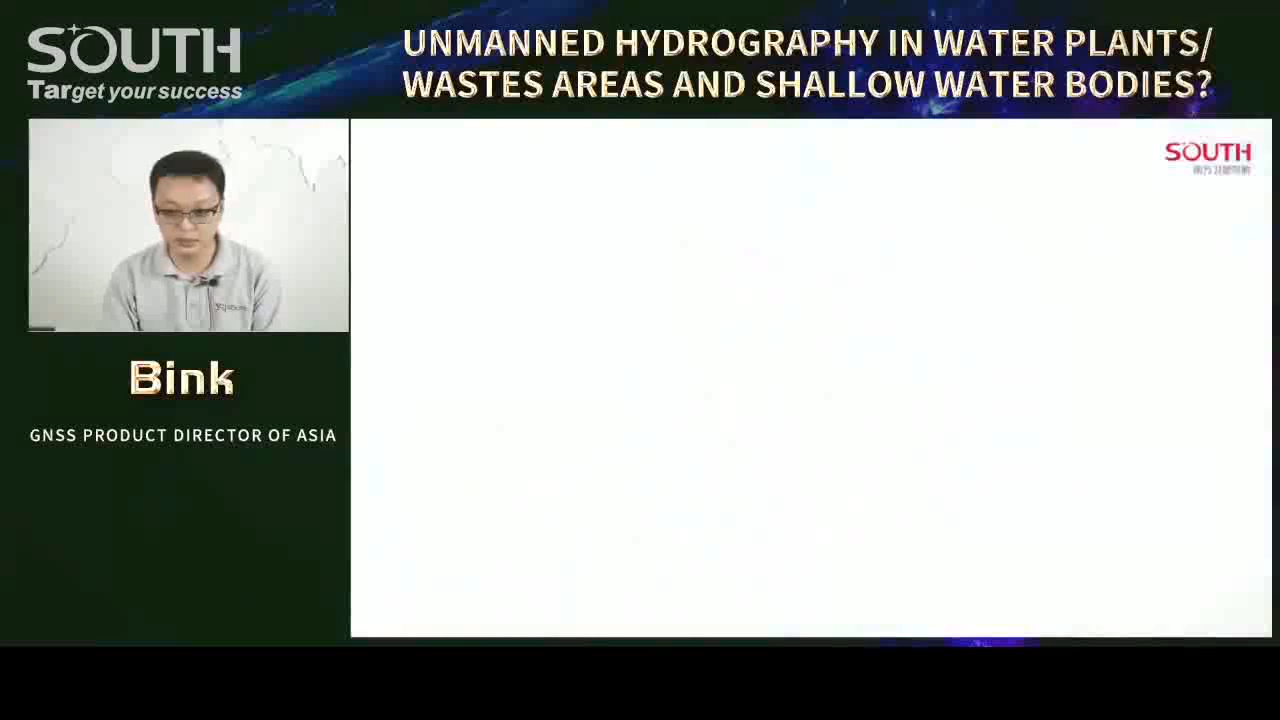 SOUTH
Target your success
UNMANNED HYDROGRAPHY IN WATER PLANTS/
WASTES AREAS AND SHALLOW WATER BODIES?
SOUTH
Bink
GNSS PRODUCT DIRECTOR OF ASIA